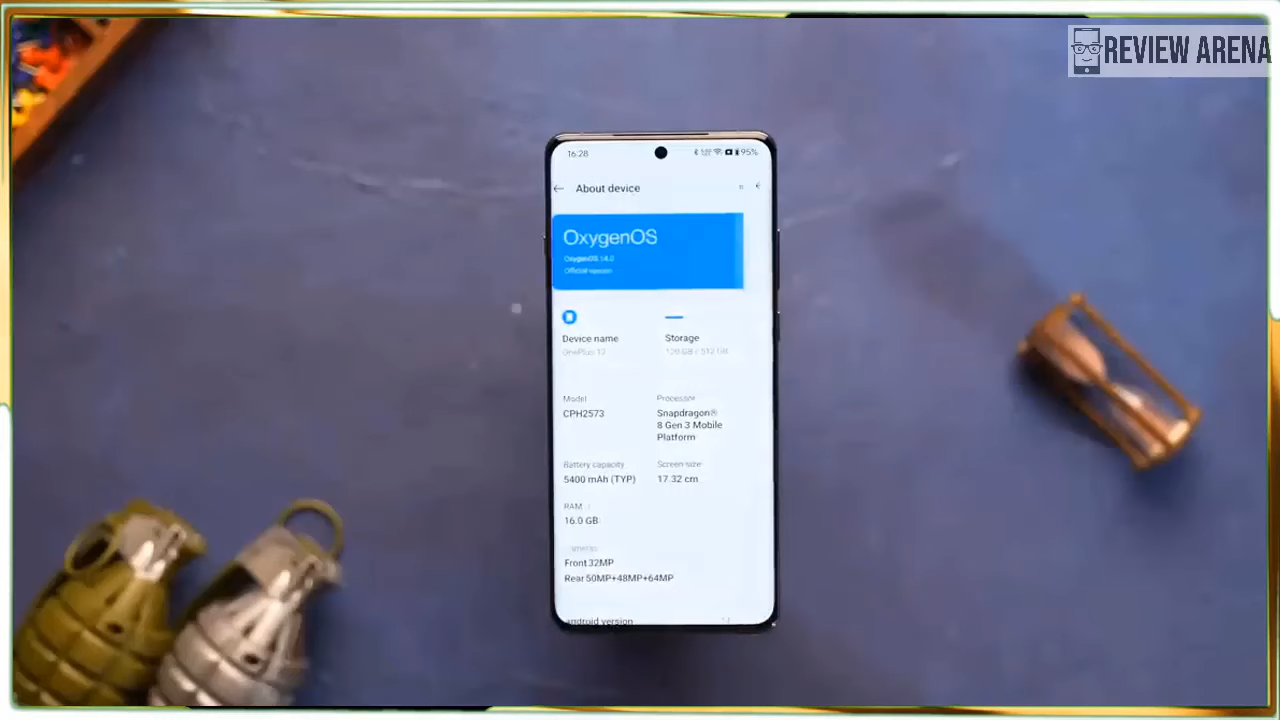 REVIEW ARENA
16:28
95%
About device
OxygenOS
OxygenOS 14.0
Official version
Device name
Storage
OnePlus 12
Model
Processor
CPH2573
Snapdragon®
8 Gen 3 Mobile
Platform
Battery capacity
Screen size
5400 mAh (TYP)
17.32 cm
RAM
16.0 GB
Front 32MP
Rear 50MP+48MP+64MP
android version